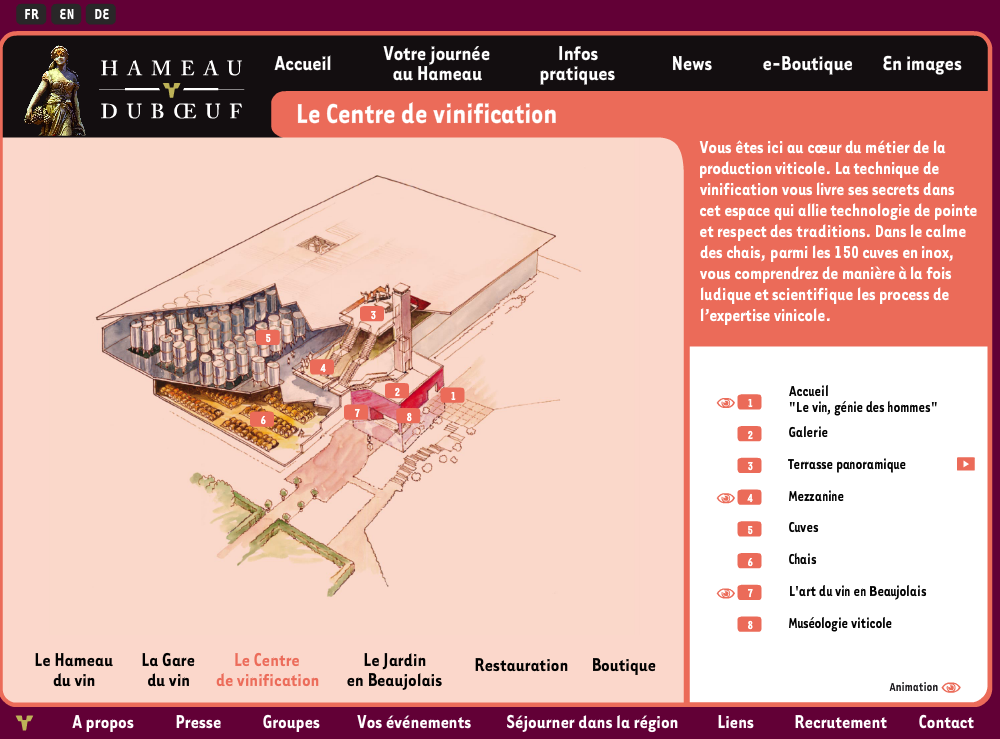 FR EN DE
HAMEAU
DUBŒUF
Accueil
Votre journée
au Hameau
Infos
pratiques
News
e-Boutique
En images
Le Centre de vinification
Vous êtes ici au cœur du métier de la
production viticole. La technique de
vinification vous livre ses secrets dans
cet espace qui allie technologie de pointe
et respect des traditions. Dans le calme
des chais, parmi les 150 cuves en inox,
vous comprendrez de manière à la fois
ludique et scientifique les process de
l'expertise vinicole.
3
5
4
2
1
7
8
6
1 Accueil
"Le vin, génie des hommes"
2 Galerie
3 Terrasse panoramique
4 Mezzanine
5 Cuves
6 Chais
7 L'art du vin en Beaujolais
8 Muséologie viticole
Animation
Le Hameau
du vin
La Gare
du vin
Le Centre
de vinification
Le Jardin
en Beaujolais
Restauration
Boutique
A propos
Presse
Groupes
Vos événements
Séjourner dans la région
Liens
Recrutement
Contact